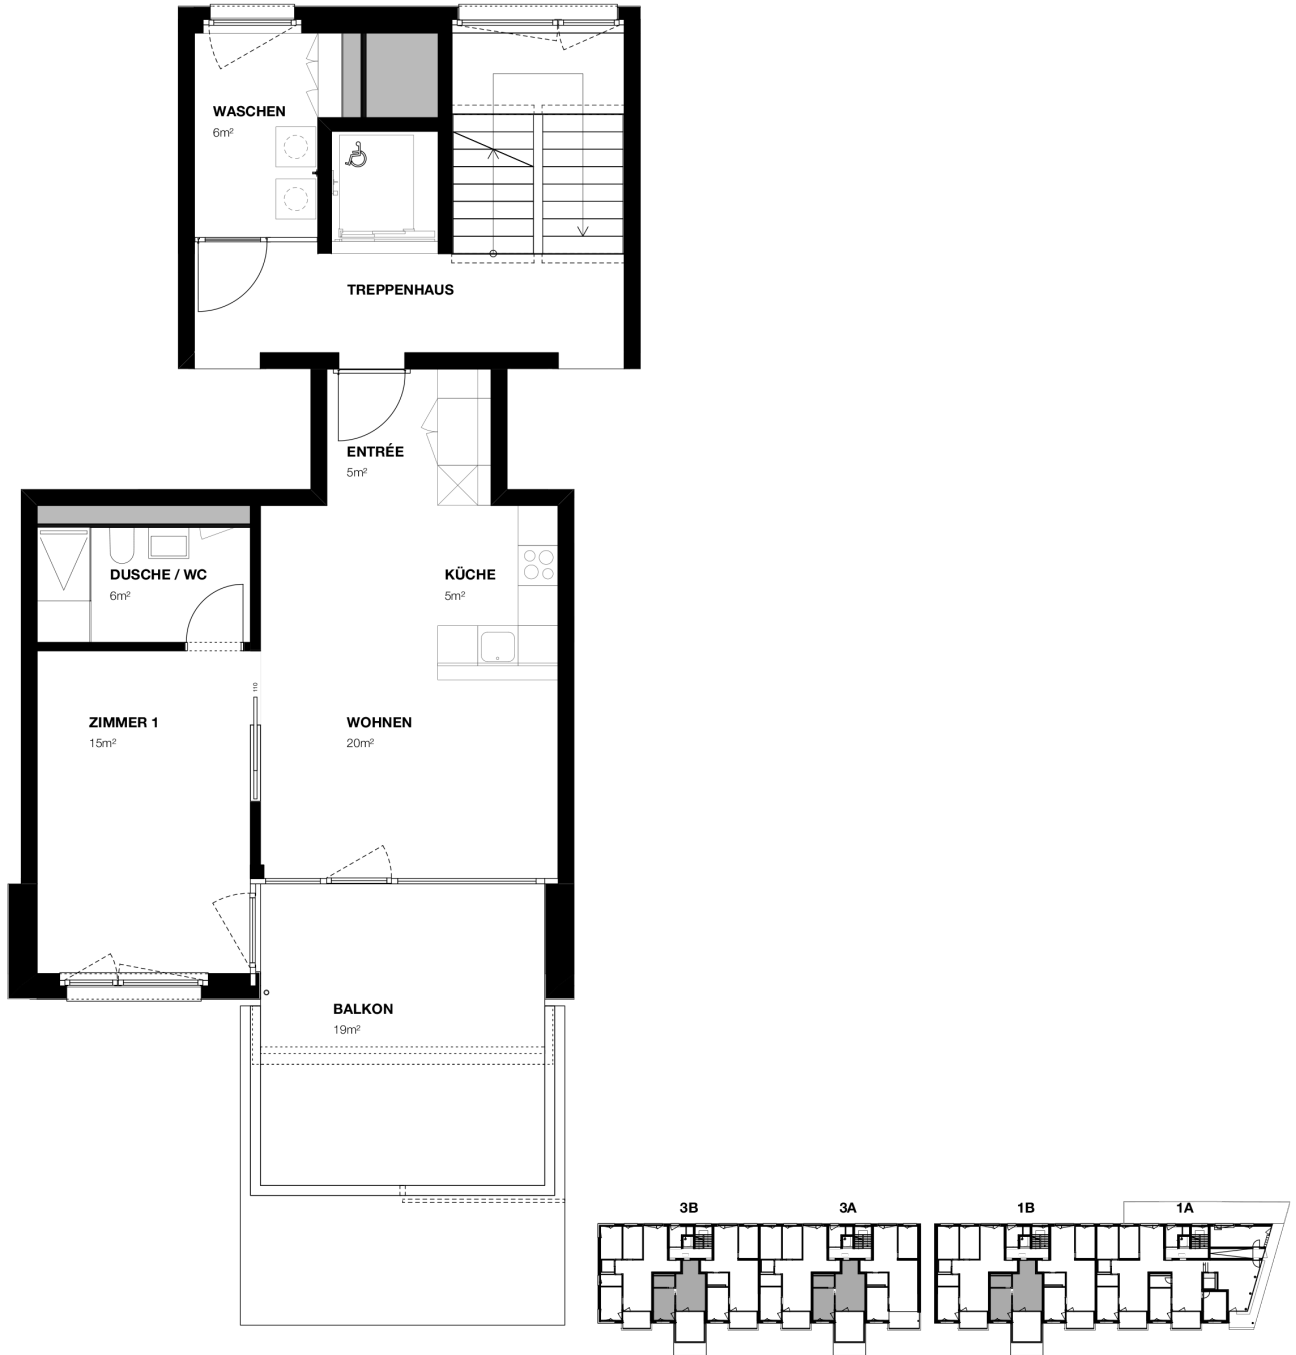 WASCHEN
6m²
TREPPENHAUS
ENTRÉE
5m²
DUSCHE / WC
6m²
KÜCHE
5m²
110
ZIMMER 1
15m²
WOHNEN
20m²
BALKON
19m²
3B
3A
1B
1A